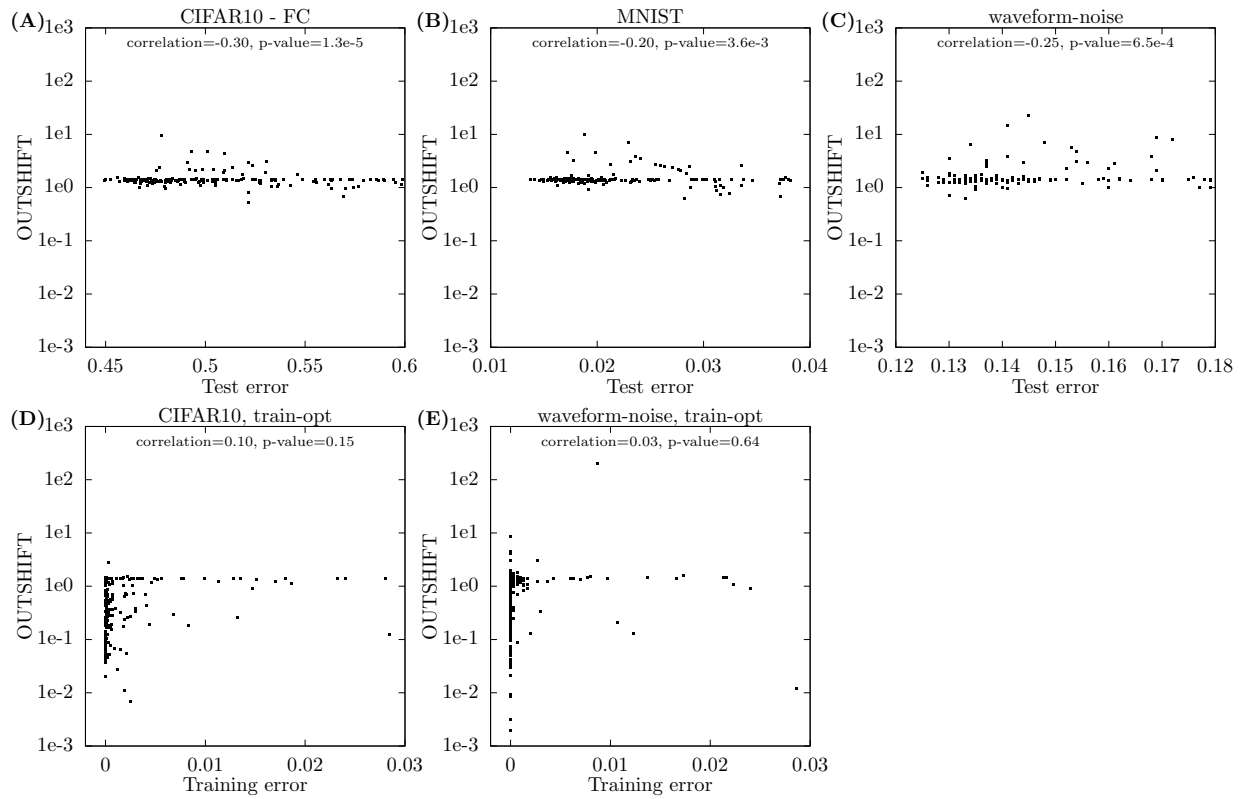 (A) CIFAR10 - FC
correlation=-0.30, p-value=1.3e-5
1e3
1e2
1e1
1e0
1e-1
1e-2
1e-3
OUTSHIFT
0.45 0.5 0.55 0.6
Test error
(B) MNIST
correlation=-0.20, p-value=3.6e-3
1e3
1e2
1e1
1e0
1e-1
1e-2
1e-3
OUTSHIFT
0.01 0.02 0.03 0.04
Test error
(C) waveform-noise
correlation=-0.25, p-value=6.5e-4
1e3
1e2
1e1
1e0
1e-1
1e-2
1e-3
OUTSHIFT
0.12 0.13 0.14 0.15 0.16 0.17 0.18
Test error
(D) CIFAR10, train-opt
correlation=0.10, p-value=0.15
1e3
1e2
1e1
1e0
1e-1
1e-2
1e-3
OUTSHIFT
0 0.01 0.02 0.03
Training error
(E) waveform-noise, train-opt
correlation=0.03, p-value=0.64
1e3
1e2
1e1
1e0
1e-1
1e-2
1e-3
OUTSHIFT
0 0.01 0.02 0.03
Training error